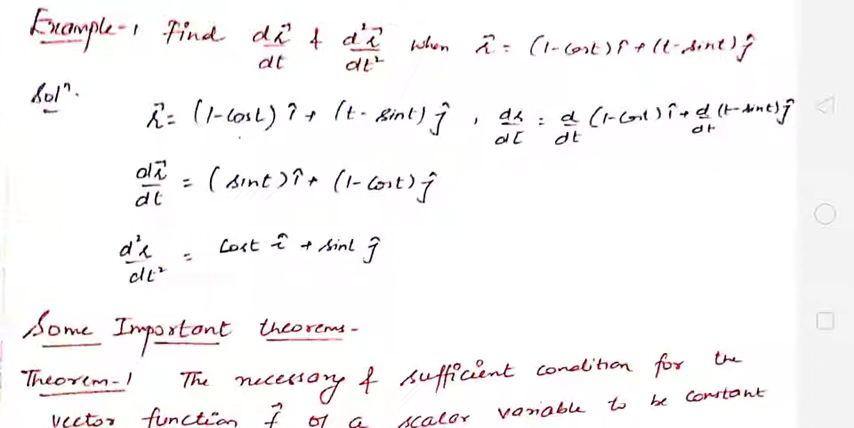 Example-1 Find dr⃗/dt & d²r⃗/dt² when r⃗ = (1-cost)î + (t-sint)ĵ
Solⁿ.
r⃗ = (1-cost)î + (t-sint)ĵ, dr/dt = d/dt (1-cost)î + d/dt (t-sint)ĵ
dr⃗/dt = (sint)î + (1-cost)ĵ
d²r/dt² = cost î + sint ĵ
Some Important theorems-
Theorem-1 The necessary & sufficient condition for the
vector function f⃗ of a scalar variable to be constant